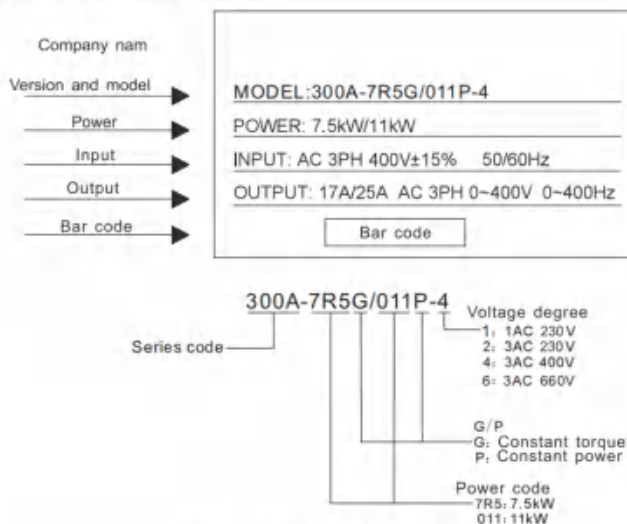 Company nam
Version and model
MODEL:300A-7R5G/011P-4
Power
POWER: 7.5kW/11kW
Input
INPUT: AC 3PH 400V±15% 50/60Hz
Output
OUTPUT: 17A/25A AC 3PH 0~400V 0~400Hz
Bar code
Bar code
300A-7R5G/011P-4
Series code
Voltage degree
1: 1AC 230V
2: 3AC 230V
4: 3AC 400V
6: 3AC 660V
G/P
G: Constant torque
P: Constant power
Power code
7R5: 7.5kW
011: 11kW